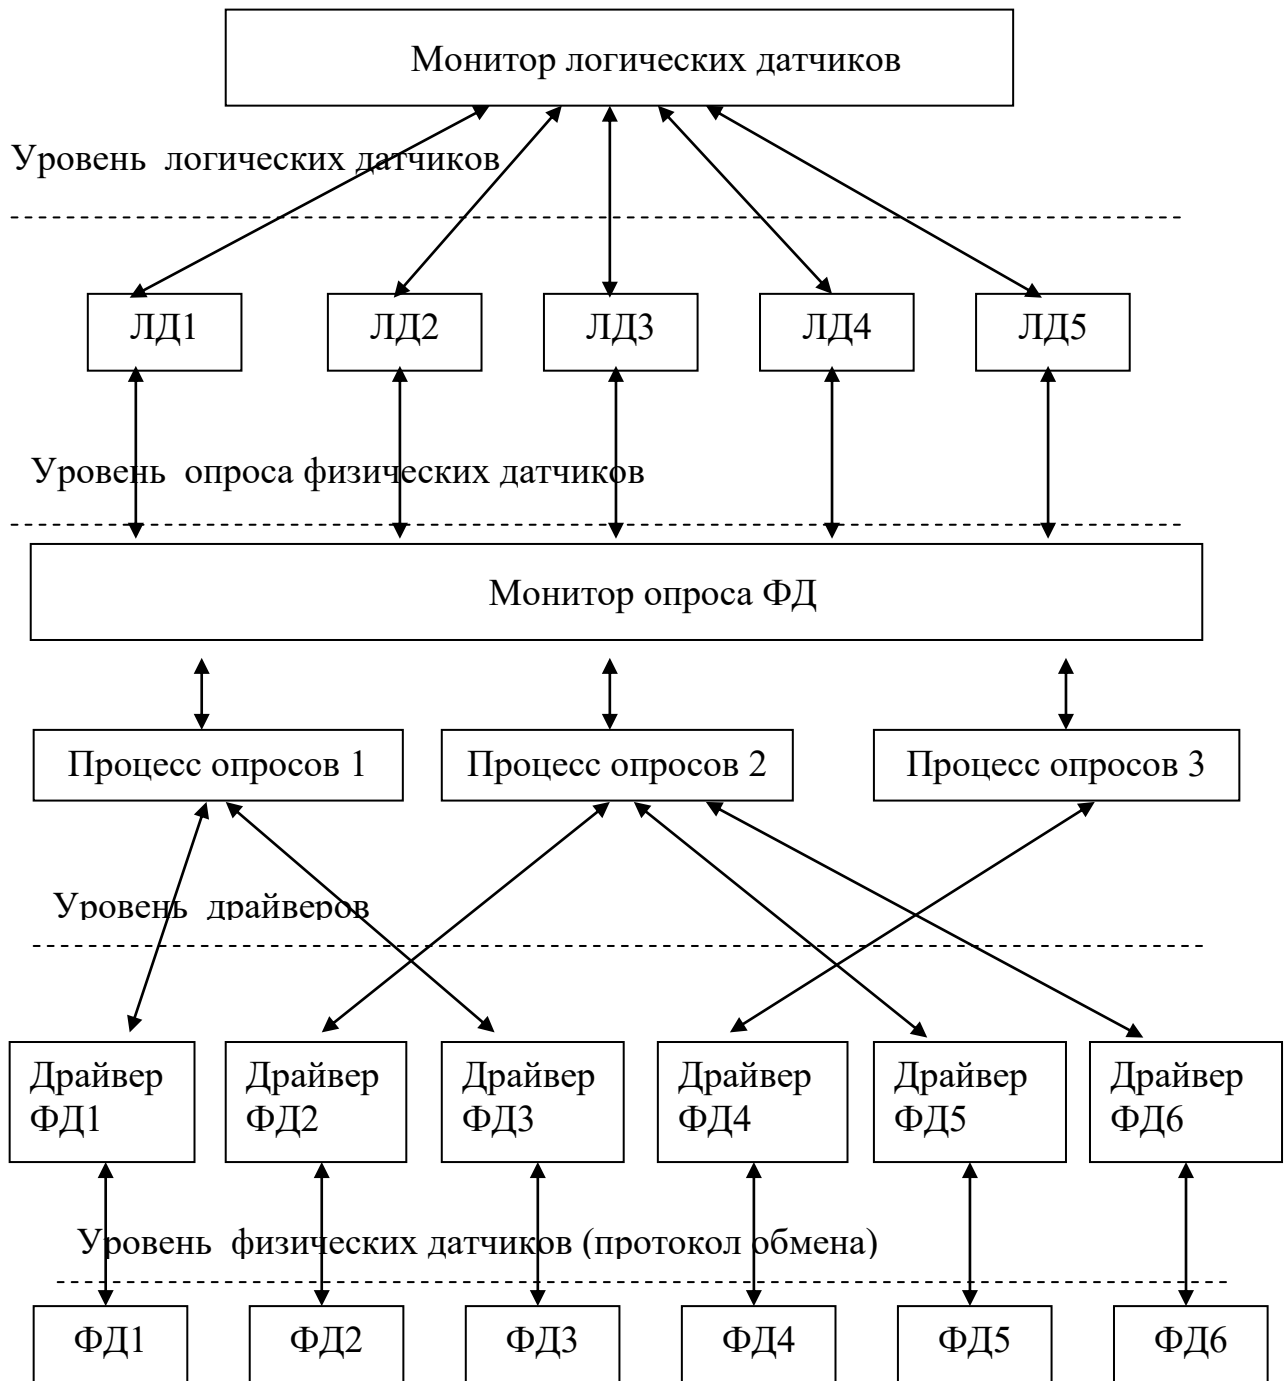 Монитор логических датчиков
Уровень логических датчиков
ЛД1 ЛД2 ЛД3 ЛД4 ЛД5
Уровень опроса физических датчиков
Монитор опроса ФД
Процесс опросов 1 Процесс опросов 2 Процесс опросов 3
Уровень драйверов
Драйвер Драйвер Драйвер Драйвер Драйвер Драйвер
ФД1 ФД2 ФД3 ФД4 ФД5 ФД6
Уровень физических датчиков (протокол обмена)
ФД1 ФД2 ФД3 ФД4 ФД5 ФД6